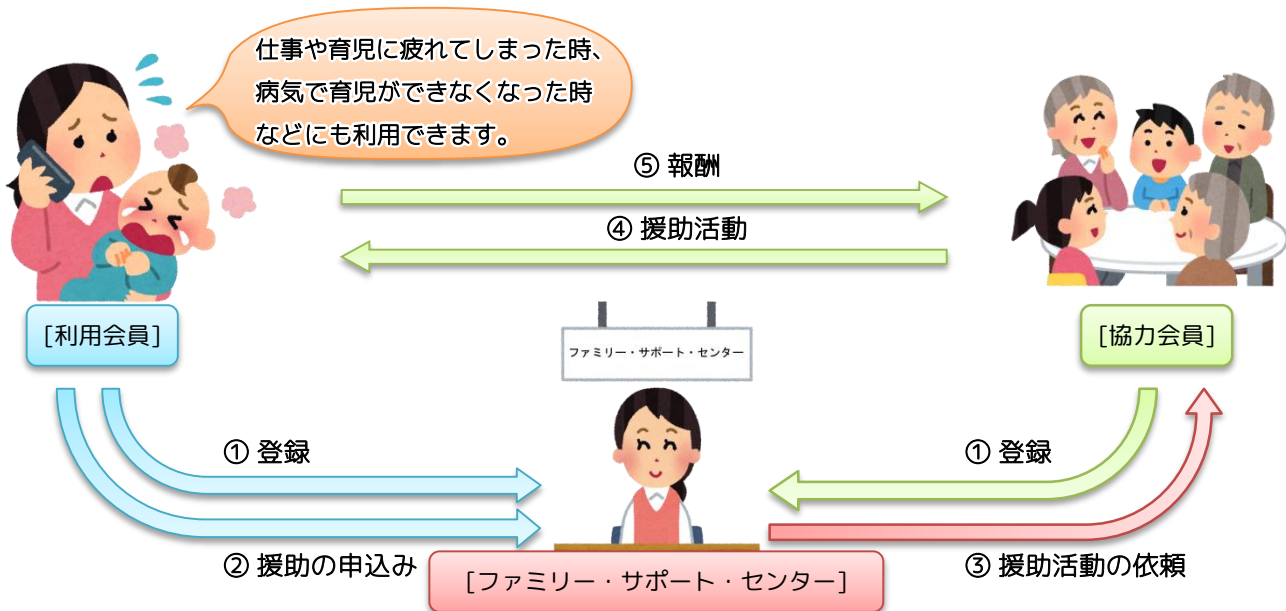 仕事や育児に疲れてしまった時、
病気で育児ができなくなった時
などにも利用できます。
⑤ 報酬
④ 援助活動
[利用会員]
[協力会員]
ファミリー・サポート・センター
① 登録
① 登録
② 援助の申込み
③ 援助活動の依頼
[ファミリー・サポート・センター]